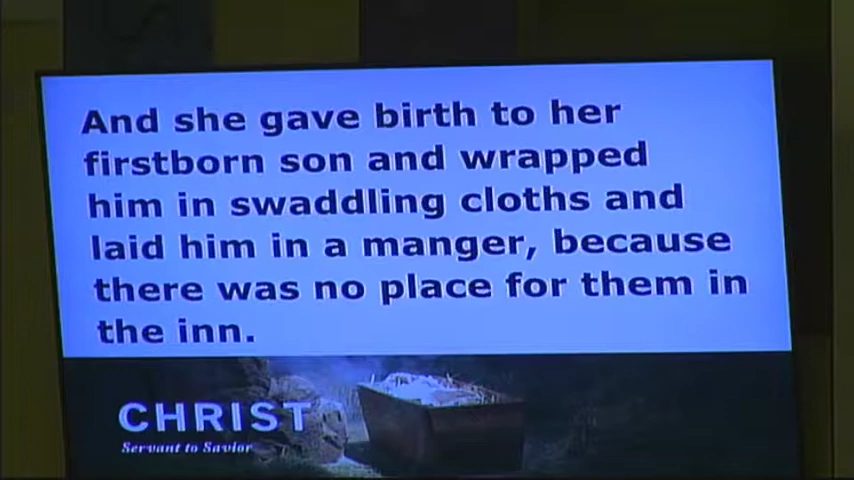 And she gave birth to her
firstborn son and wrapped
him in swaddling cloths and
laid him in a manger, because
there was no place for them in
the inn.
CHRIST
Servant to Savior